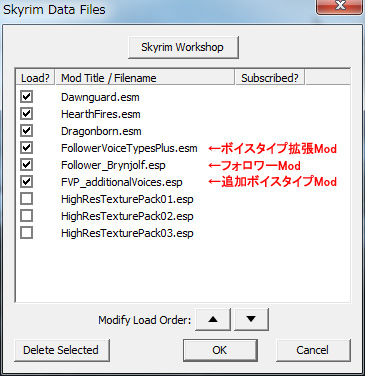 Skyrim Data Files
Skyrim Workshop
Load? Mod Title / Filename Subscribed?
Dawnguard.esm
HearthFires.esm
Dragonborn.esm
FollowerVoiceTypesPlus.esm ←ボイスタイプ拡張Mod
Follower_Brynjolf.esp ←フォロワーMod
FVP_additionalVoices.esp ←追加ボイスタイプMod
HighResTexturePack01.esp
HighResTexturePack02.esp
HighResTexturePack03.esp
Modify Load Order: ▲ ▼
Delete Selected OK Cancel